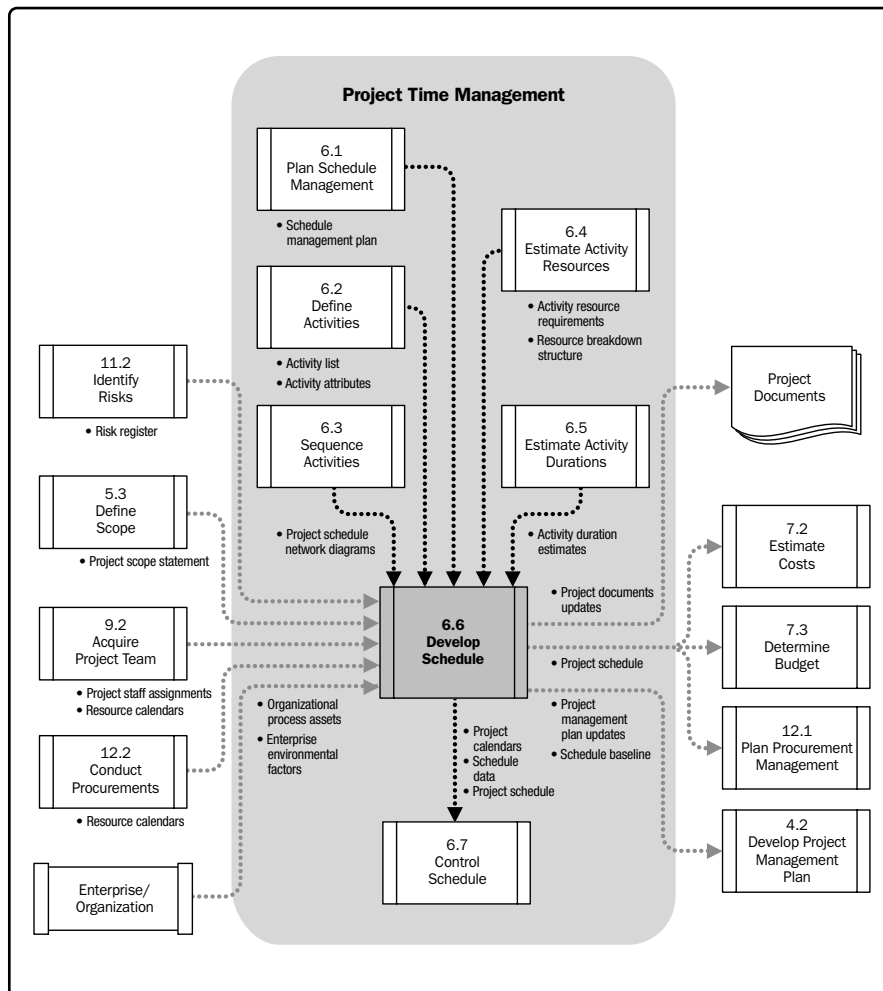 Project Time Management
6.1
Plan Schedule
Management
• Schedule
management plan
6.4
Estimate Activity
Resources
• Activity resource
requirements
• Resource breakdown
structure
6.2
Define
Activities
• Activity list
• Activity attributes
11.2
Identify
Risks
• Risk register
Project
Documents
6.3
Sequence
Activities
• Project schedule
network diagrams
6.5
Estimate Activity
Durations
• Activity duration
estimates
5.3
Define
Scope
• Project scope statement
7.2
Estimate
Costs
6.6
Develop
Schedule
• Project documents
updates
• Project schedule
9.2
Acquire
Project Team
• Project staff assignments
• Resource calendars
7.3
Determine
Budget
• Organizational
process assets
• Enterprise
environmental
factors
• Project
calendars
• Schedule
data
• Project schedule
• Project
management
plan updates
• Schedule baseline
12.1
Plan Procurement
Management
12.2
Conduct
Procurements
• Resource calendars
6.7
Control
Schedule
4.2
Develop Project
Management
Plan
Enterprise/
Organization